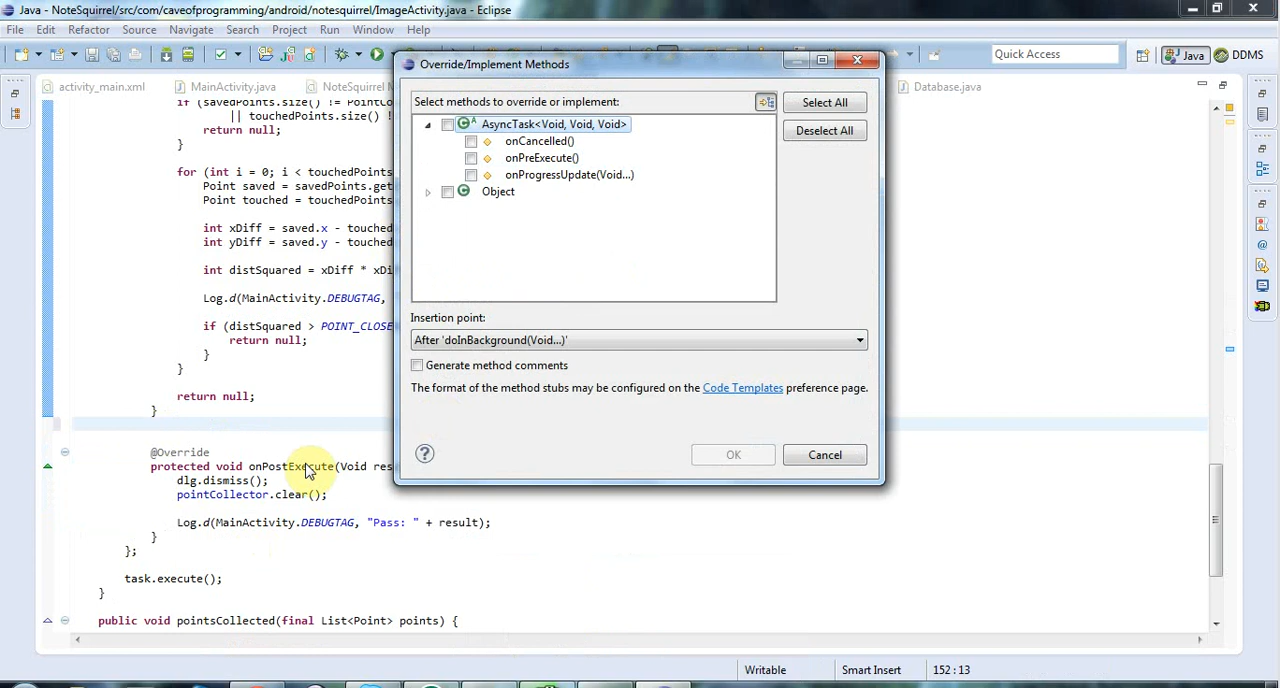 Java - NoteSquirrel/src/com/caveofprogramming/android/notesquirrel/ImageActivity.java - Eclipse
File Edit Refactor Source Navigate Search Project Run Window Help
Quick Access Java DDMS
activity_main.xml MainActivity.java NoteSquirrel Database.java
if (savedPoints.size() != PointCo
|| touchedPoints.size() !
return null;
}
for (int i = 0; i < touchedPoints
Point saved = savedPoints.get
Point touched = touchedPoints
int xDiff = saved.x - touched
int yDiff = saved.y - touched
int distSquared = xDiff * xDi
Log.d(MainActivity.DEBUGTAG,
if (distSquared > POINT_CLOSE
return null;
}
}
return null;
}
@Override
protected void onPostExecute(Void res
dlg.dismiss();
pointCollector.clear();
Log.d(MainActivity.DEBUGTAG, "Pass: " + result);
}
};
task.execute();
}
public void pointsCollected(final List<Point> points) {
Override/Implement Methods
Select methods to override or implement:
Select All
Deselect All
AsyncTask<Void, Void, Void>
onCancelled()
onPreExecute()
onProgressUpdate(Void...)
Object
Insertion point:
After 'doInBackground(Void...)'
Generate method comments
The format of the method stubs may be configured on the Code Templates preference page.
OK Cancel
Writable Smart Insert 152 : 13